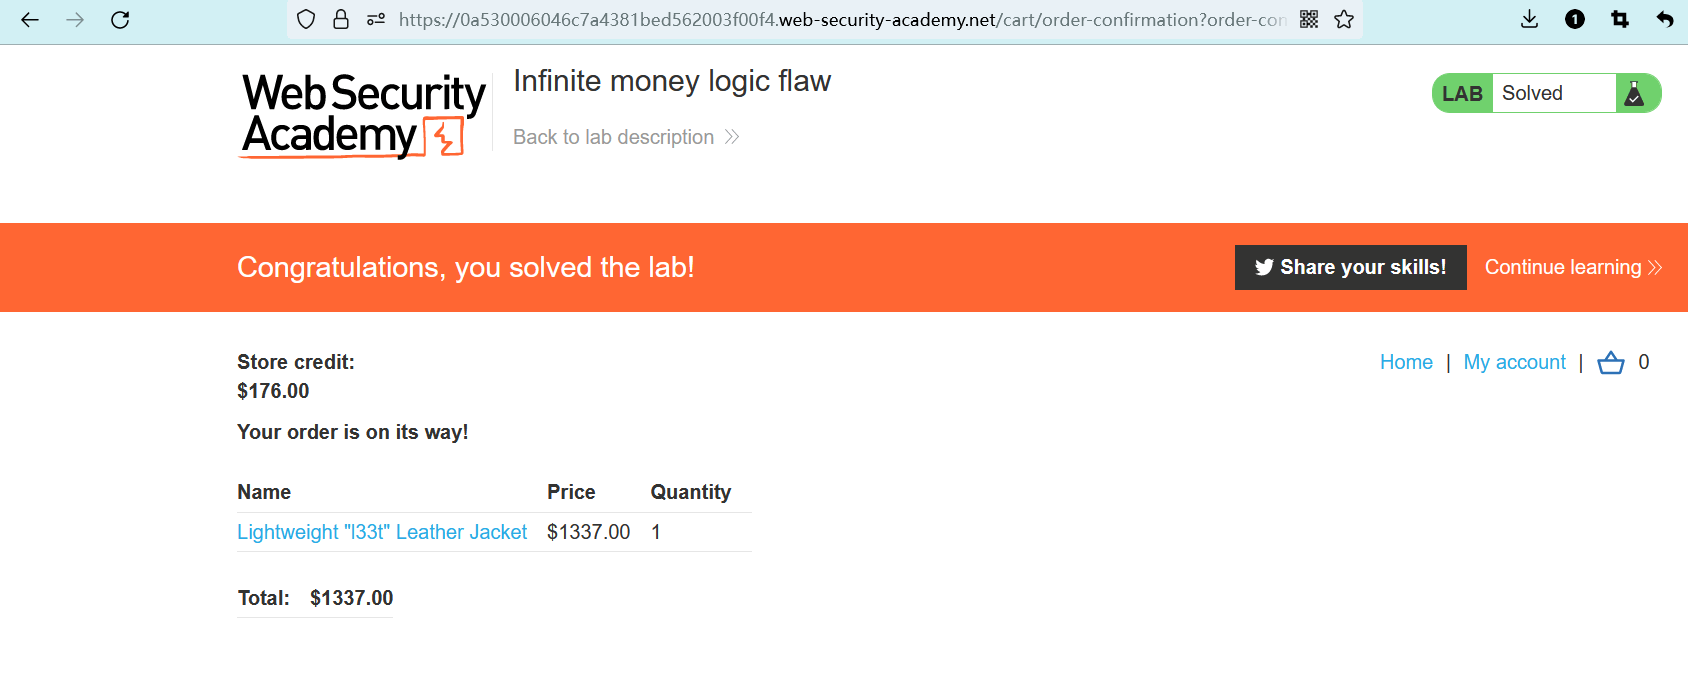 https://0a530006046c7a4381bed562003f00f4.web-security-academy.net/cart/order-confirmation?order-con
1
Web Security
Academy
Infinite money logic flaw
Back to lab description
LAB Solved
Congratulations, you solved the lab!
Share your skills!
Continue learning
Store credit:
$176.00
Home | My account | 0
Your order is on its way!
Name Price Quantity
Lightweight "l33t" Leather Jacket $1337.00 1
Total: $1337.00